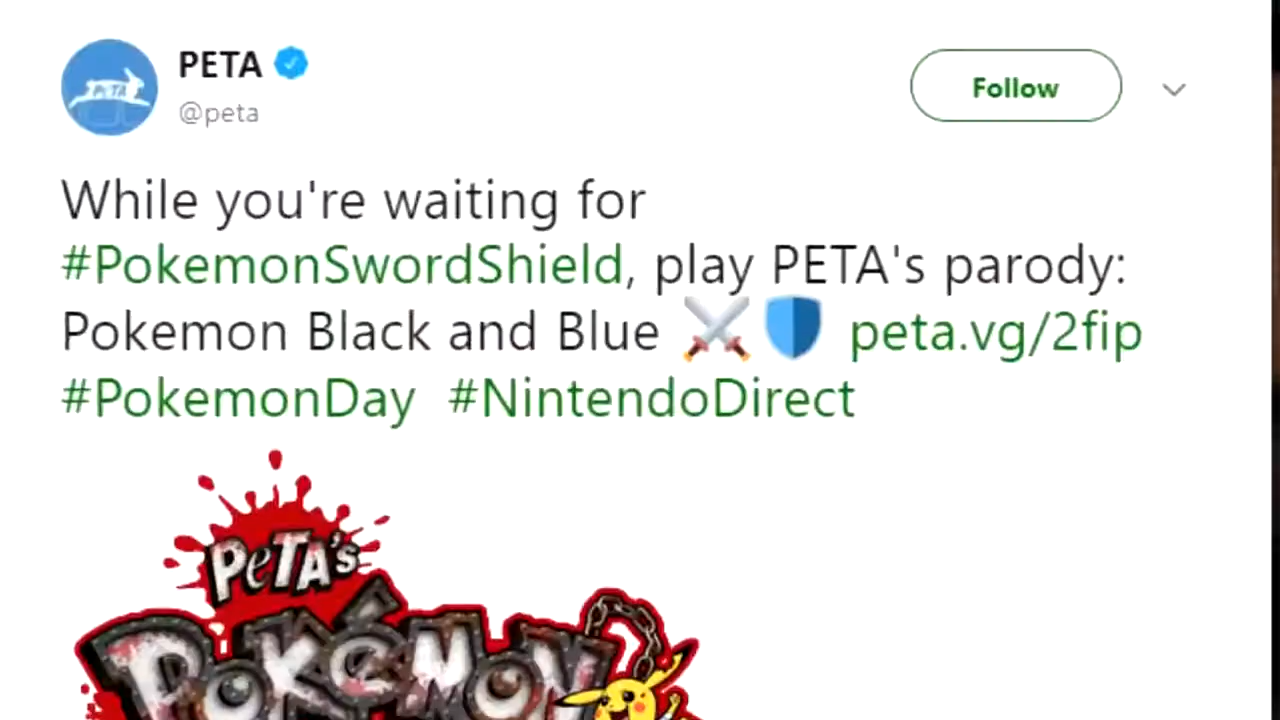 PETA
@peta
Follow
While you're waiting for
#PokemonSwordShield, play PETA's parody:
Pokemon Black and Blue ⚔️🛡️ peta.vg/2fip
#PokemonDay #NintendoDirect
PeTA's
POKéMON